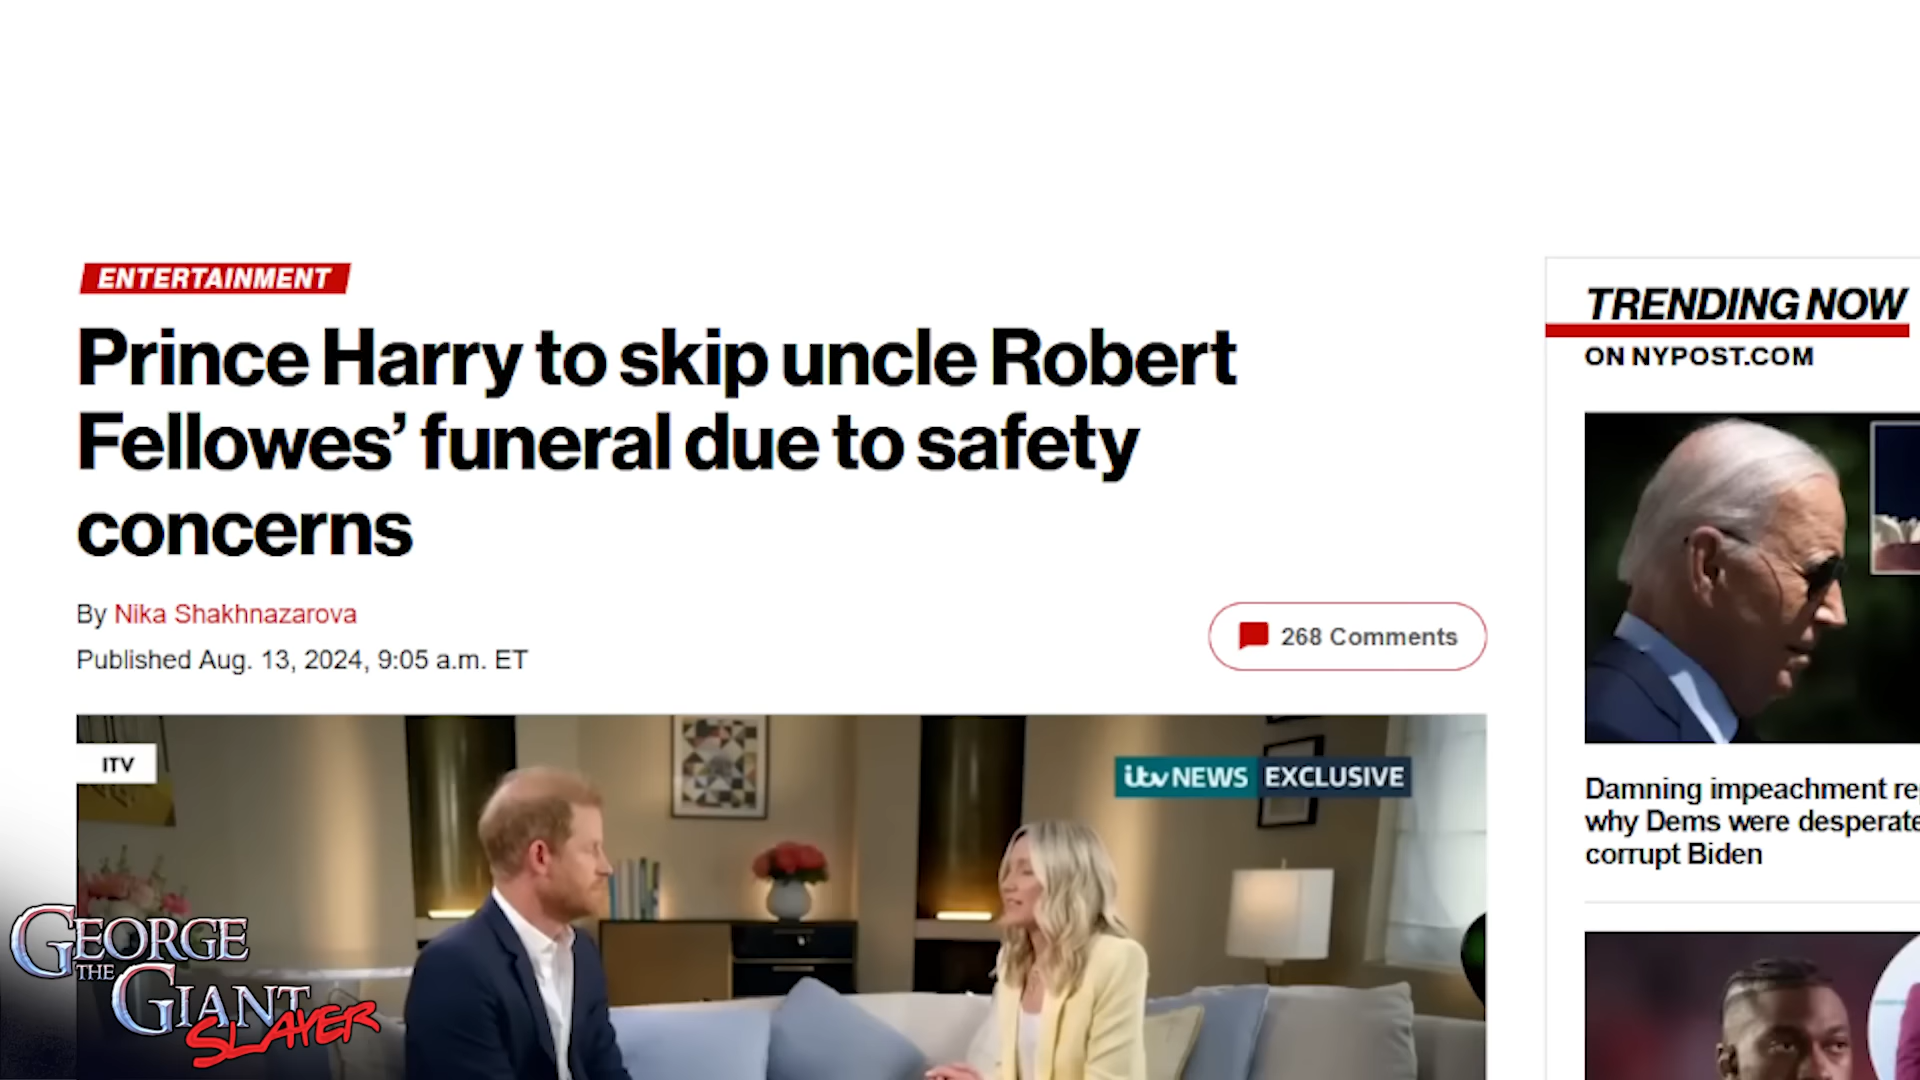 ENTERTAINMENT
Prince Harry to skip uncle Robert
Fellowes’ funeral due to safety
concerns
By Nika Shakhnazarova
Published Aug. 13, 2024, 9:05 a.m. ET
268 Comments
ITV
itv NEWS EXCLUSIVE
TRENDING NOW
ON NYPOST.COM
Damning impeachment
why Dems were desperate
corrupt Biden
GEORGE
THE
GIANT
SLAYER